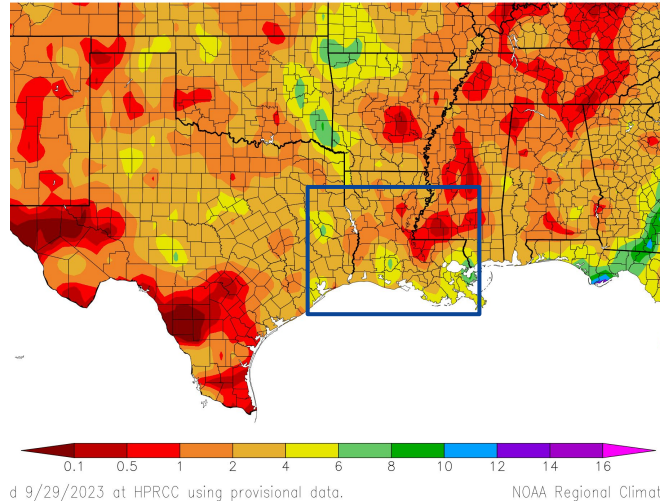 0.1 0.5 1 2 4 6 8 10 12 14 16
d 9/29/2023 at HPRCC using provisional data. NOAA Regional Climat